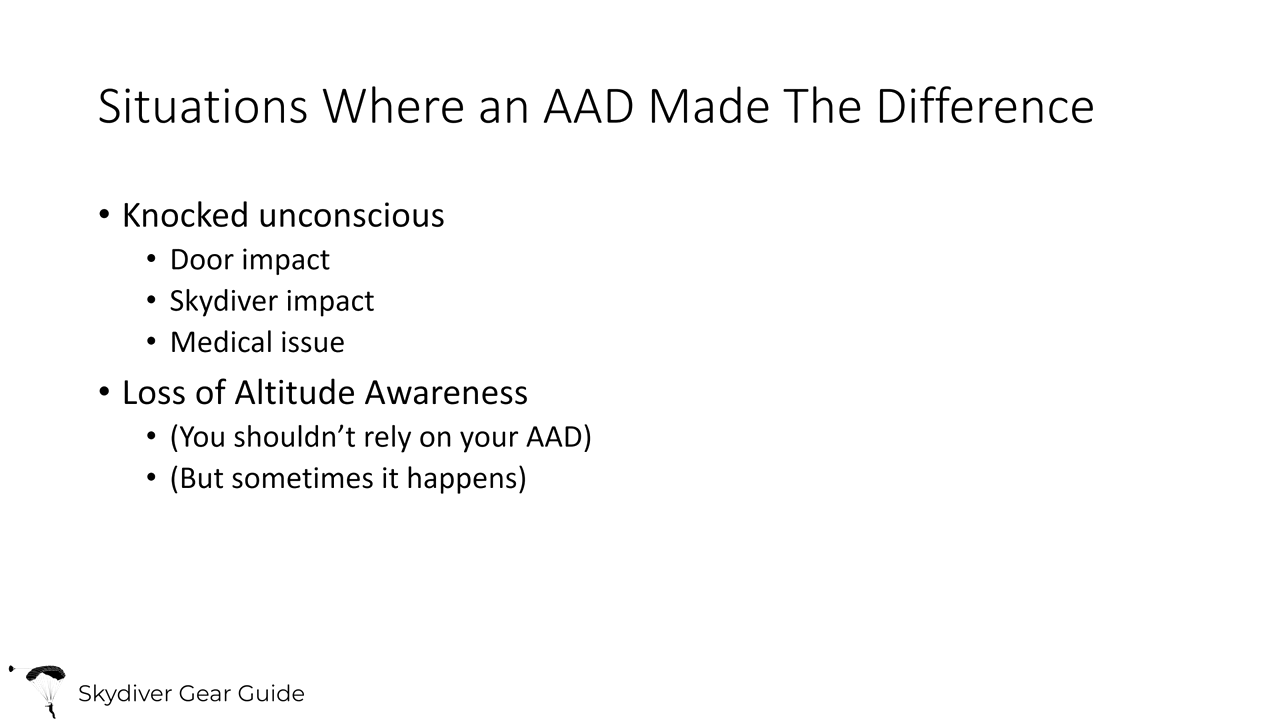 Situations Where an AAD Made The Difference
• Knocked unconscious
• Door impact
• Skydiver impact
• Medical issue
• Loss of Altitude Awareness
• (You shouldn’t rely on your AAD)
• (But sometimes it happens)
Skydiver Gear Guide